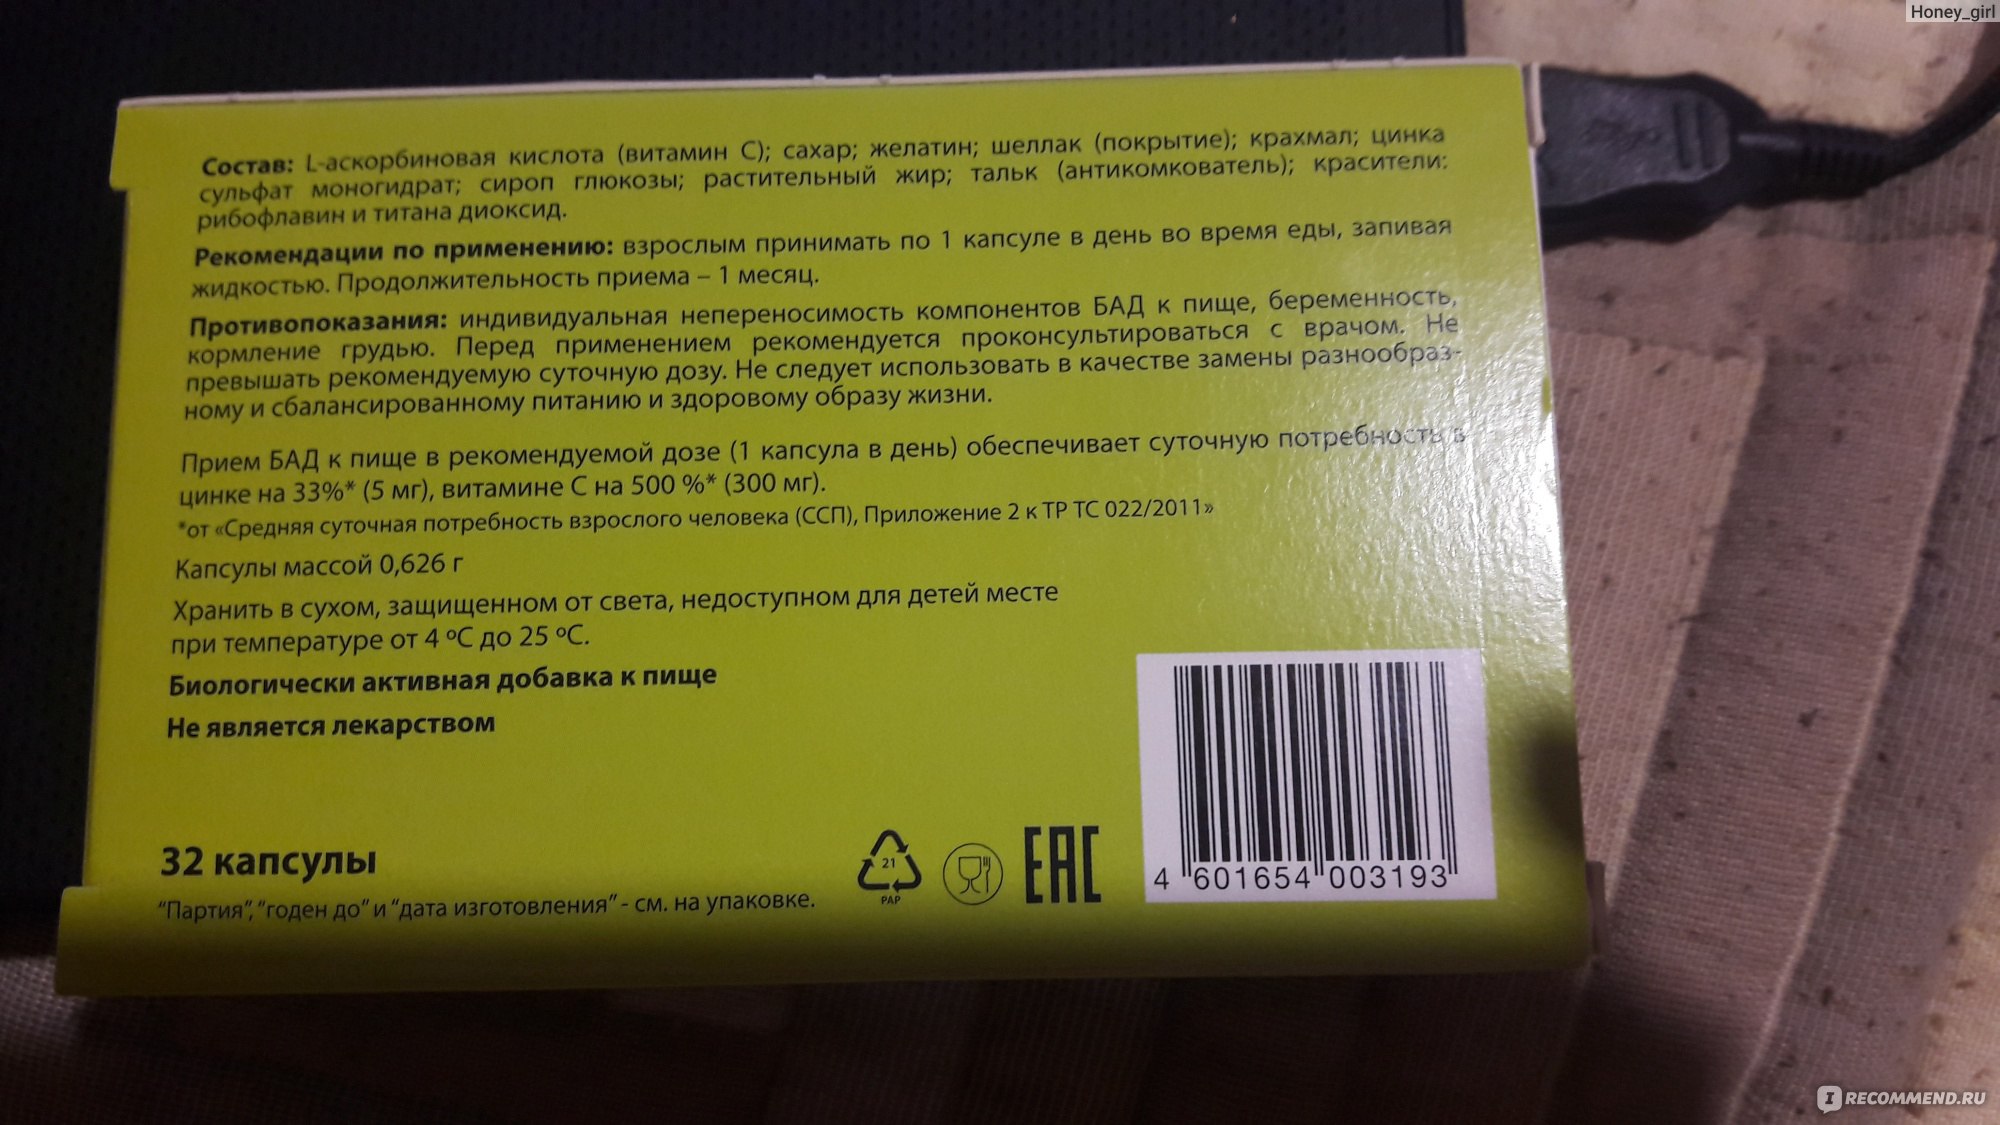 Honey_girl
Состав: L-аскорбиновая кислота (витамин С); сахар; желатин; шеллак (покрытие); крахмал; цинка
сульфат моногидрат; сироп глюкозы; растительный жир; тальк (антикомкователь); красители:
рибофлавин и титана диоксид.
Рекомендации по применению: взрослым принимать по 1 капсуле в день во время еды, запивая
жидкостью. Продолжительность приема – 1 месяц.
Противопоказания: индивидуальная непереносимость компонентов БАД к пище, беременность,
кормление грудью. Перед применением рекомендуется проконсультироваться с врачом. Не
превышать рекомендуемую суточную дозу. Не следует использовать в качестве замены разнообраз-
ному и сбалансированному питанию и здоровому образу жизни.
Прием БАД к пище в рекомендуемой дозе (1 капсула в день) обеспечивает суточную потребность в
цинке на 33%* (5 мг), витамине С на 500 %* (300 мг).
*от «Средняя суточная потребность взрослого человека (ССП), Приложение 2 к ТР ТС 022/2011»
Капсулы массой 0,626 г
Хранить в сухом, защищенном от света, недоступном для детей месте
при температуре от 4 ºС до 25 ºС.
Биологически активная добавка к пище
Не является лекарством
32 капсулы
"Партия", "годен до" и "дата изготовления" - см. на упаковке.
21
PAP
EAC
4 601654 003193
I RECOMMEND.RU